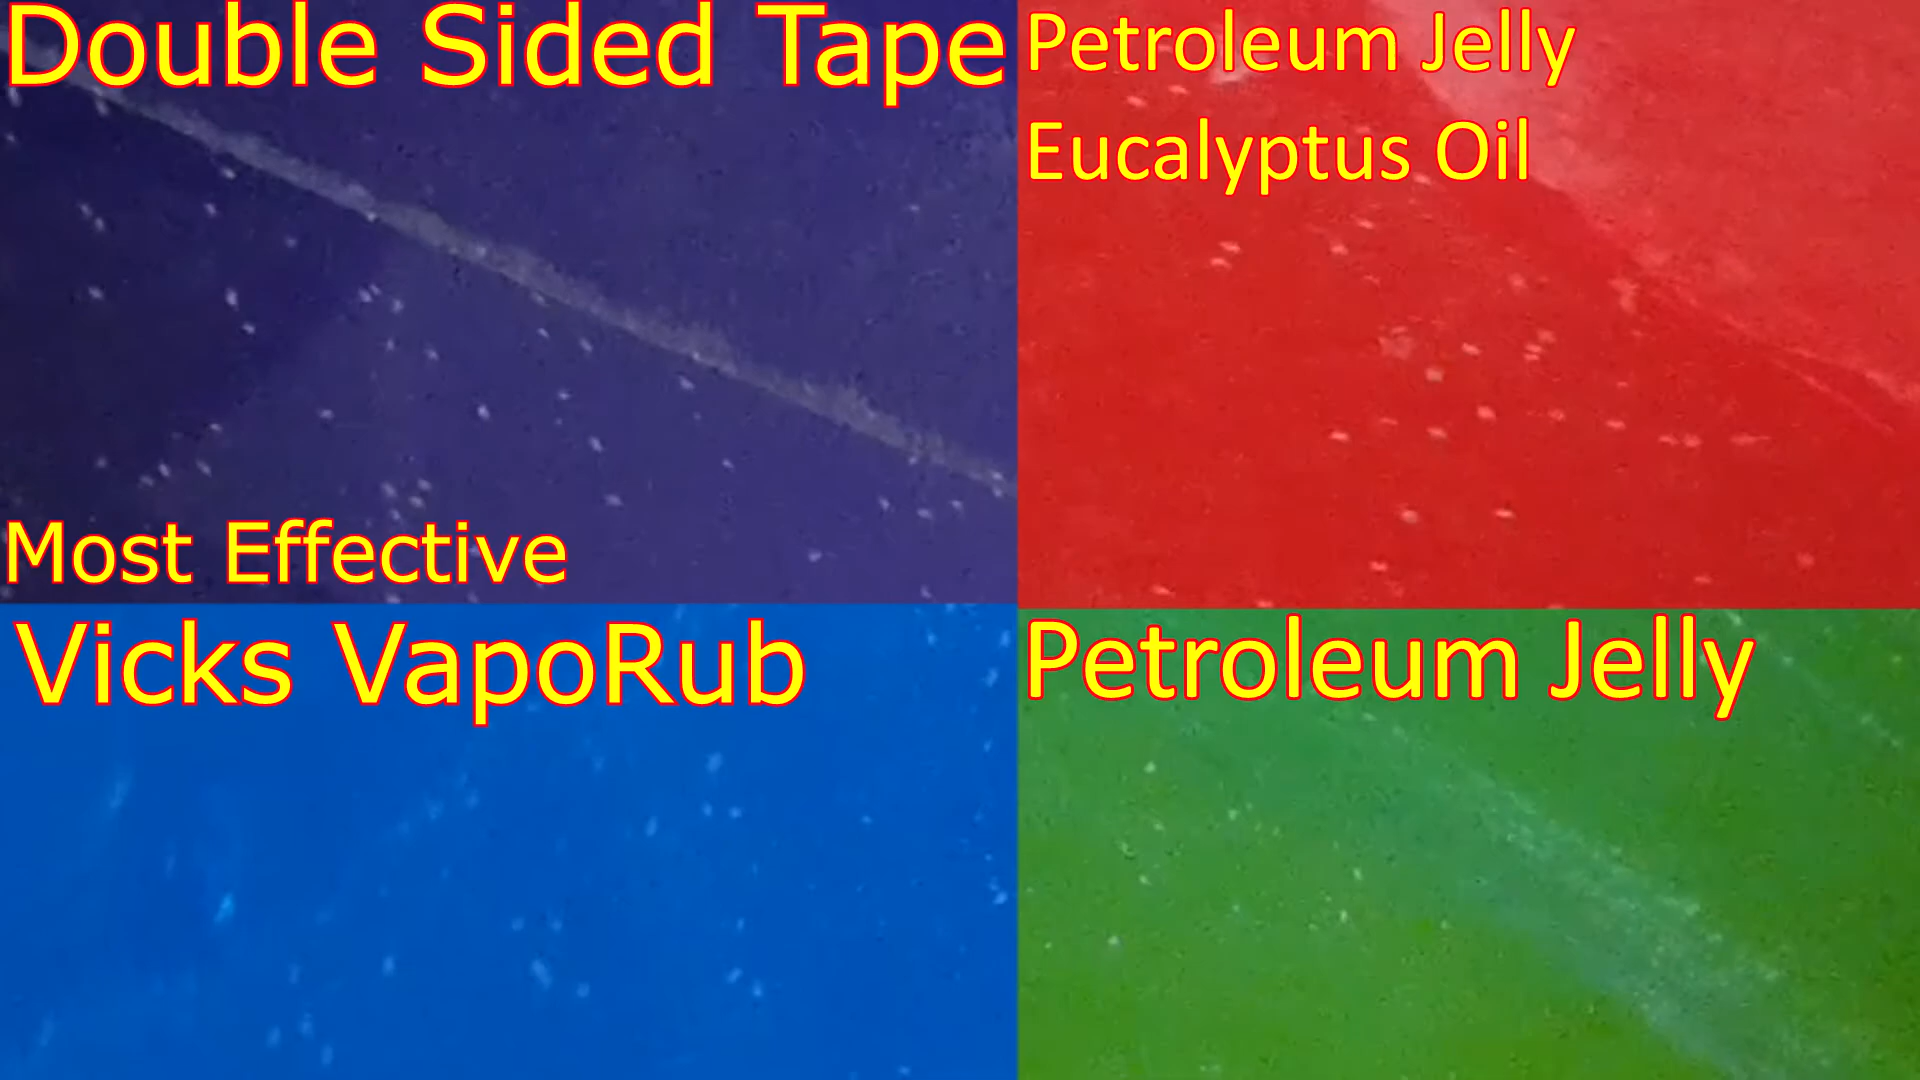 Double Sided Tape
Most Effective
Petroleum Jelly
Eucalyptus Oil
Vicks VapoRub
Petroleum Jelly